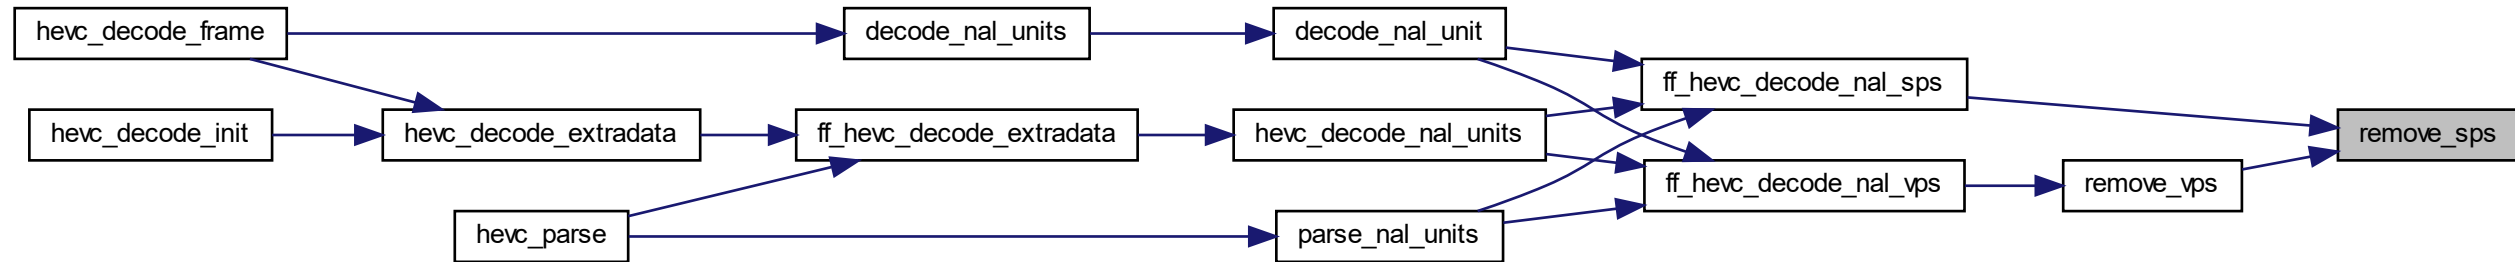 hevc_decode_frame
decode_nal_units
decode_nal_unit
ff_hevc_decode_nal_sps
hevc_decode_init
hevc_decode_extradata
ff_hevc_decode_extradata
hevc_decode_nal_units
remove_sps
ff_hevc_decode_nal_vps
remove_vps
hevc_parse
parse_nal_units